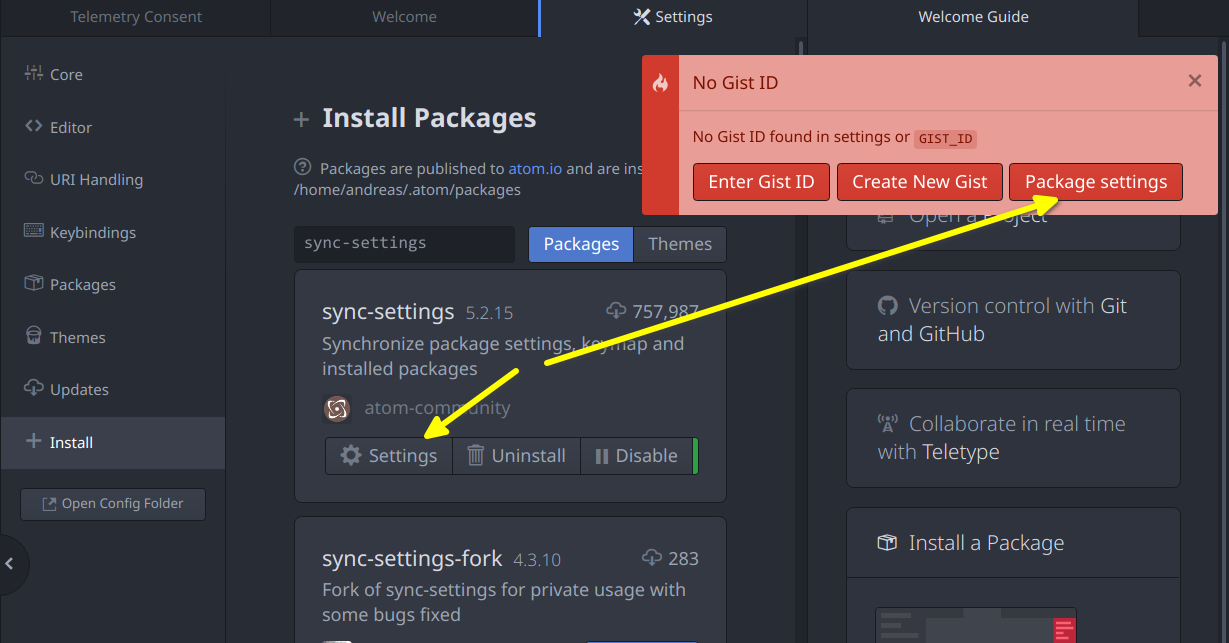 Telemetry Consent
Welcome
Settings
Welcome Guide
Core
Editor
URI Handling
Keybindings
Packages
Themes
Updates
Install
Open Config Folder
Install Packages
Packages are published to atom.io and are ins
/home/andreas/.atom/packages
sync-settings
Packages
Themes
sync-settings 5.2.15
757,987
Synchronize package settings, keymap and
installed packages
atom-community
Settings
Uninstall
Disable
sync-settings-fork 4.3.10
283
Fork of sync-settings for private usage with
some bugs fixed
No Gist ID
No Gist ID found in settings or GIST_ID
Enter Gist ID
Create New Gist
Package settings
Open a Project
Version control with Git
and GitHub
Collaborate in real time
with Teletype
Install a Package